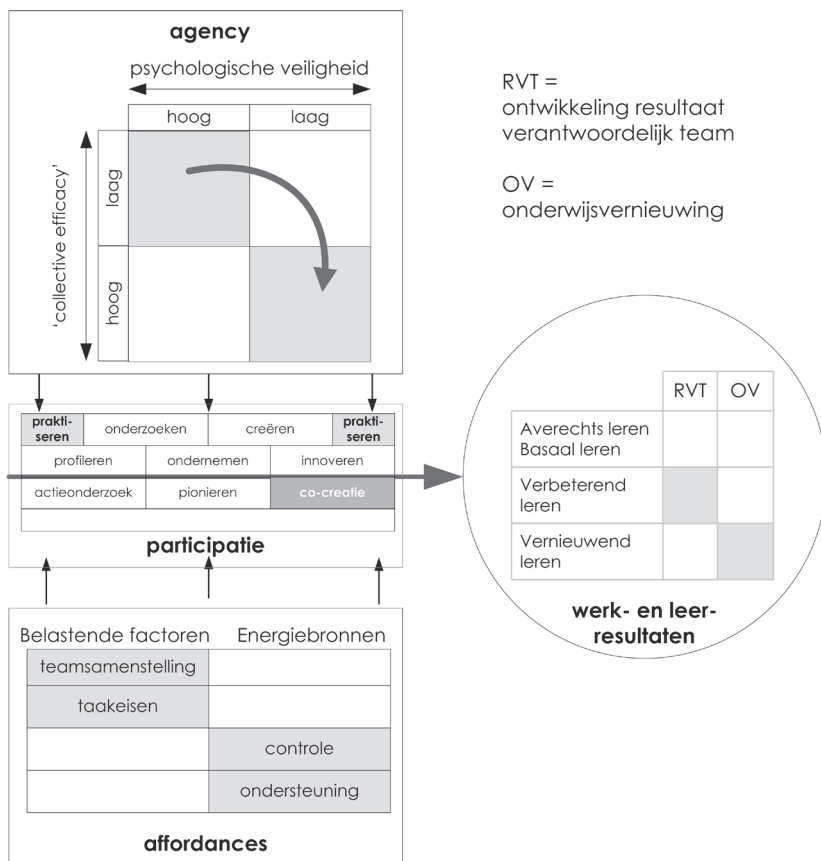 agency
psychologische veiligheid
hoog laag
'collective efficacy'
laag
hoog
RVT =
ontwikkeling resultaat
verantwoordelijk team
OV =
onderwijsvernieuwing
prakti-
seren
onderzoeken creëren
prakti-
seren
profileren ondernemen innoveren
actieonderzoek pionieren co-creatie
participatie
RVT OV
Averechts leren
Basaal leren
Verbeterend
leren
Vernieuwend
leren
werk- en leer-
resultaten
Belastende factoren Energiebronnen
teamsamenstelling
taakeisen
controle
ondersteuning
affordances